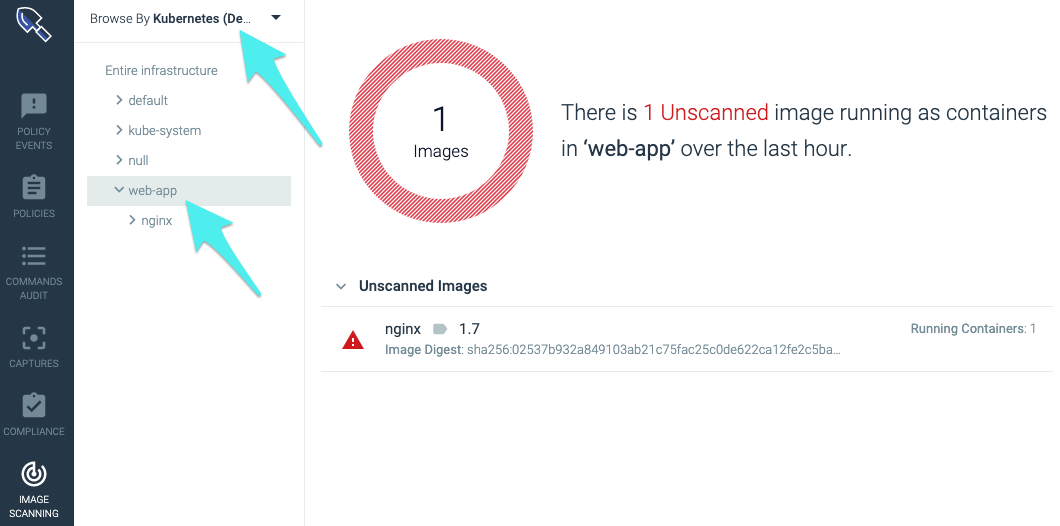 Browse By Kubernetes (De...
Entire infrastructure
default
kube-system
null
web-app
nginx
POLICY
EVENTS
POLICIES
COMMANDS
AUDIT
CAPTURES
COMPLIANCE
IMAGE
SCANNING
1
Images
There is 1 Unscanned image running as containers
in ‘web-app’ over the last hour.
Unscanned Images
nginx 1.7
Running Containers: 1
Image Digest: sha256:02537b932a849103ab21c75fac25c0de622ca12fe2c5ba...